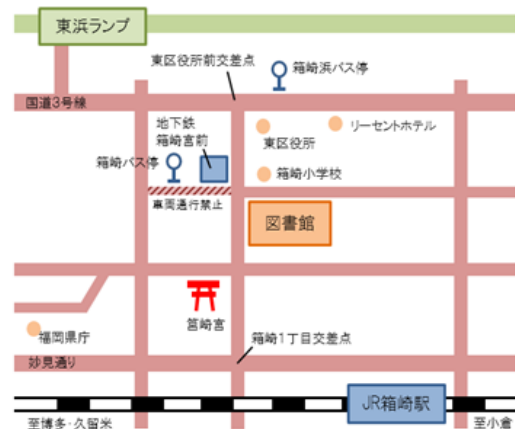 東浜ランプ
東区役所前交差点
箱崎浜バス停
国道3号線
地下鉄
箱崎宮前
リーセントホテル
東区役所
箱崎バス停
箱崎小学校
車両通行禁止
図書館
筥崎宮
福岡県庁
箱崎1丁目交差点
妙見通り
JR箱崎駅
至博多・久留米
至小倉